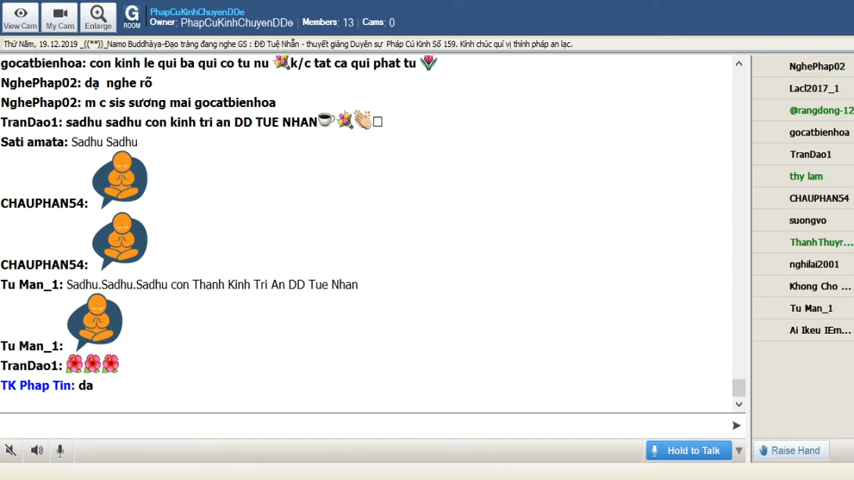 View Cam
My Cam
Enlarge
G
ROOM
PhapCuKinhChuyenDDe
Owner: PhapCuKinhChuyenDDe Members: 13 Cams: 0
Thứ Năm, 19.12.2019 _((**))_Namo Buddhàya-Đạo tràng đang nghe GS : ĐĐ Tuệ Nhẫn - thuyết giảng Duyên sự Pháp Cú Kinh Số 159. Kính chúc quí vị thính pháp an lạc.
gocatbienhoa: con kinh le qui ba qui co tu nu k/c tat ca qui phat tu
NghePhap02: dạ nghe rõ
NghePhap02: m c sis sương mai gocatbienhoa
TranDao1: sadhu sadhu con kinh tri an DD TUE NHAN
Sati amata: Sadhu Sadhu
CHAUPHAN54:
CHAUPHAN54:
Tu Man_1: Sadhu.Sadhu.Sadhu con Thanh Kinh Tri An DD Tue Nhan
Tu Man_1:
TranDao1:
TK Phap Tin: da
NghePhap02
Lacl2017_1
@rangdong-12
gocatbienhoa
TranDao1
thy lam
CHAUPHAN54
suongvo
ThanhThuyr...
nghilai2001
Khong Cho ...
Tu Man_1
Ai Ikeu IEm...
Hold to Talk
Raise Hand